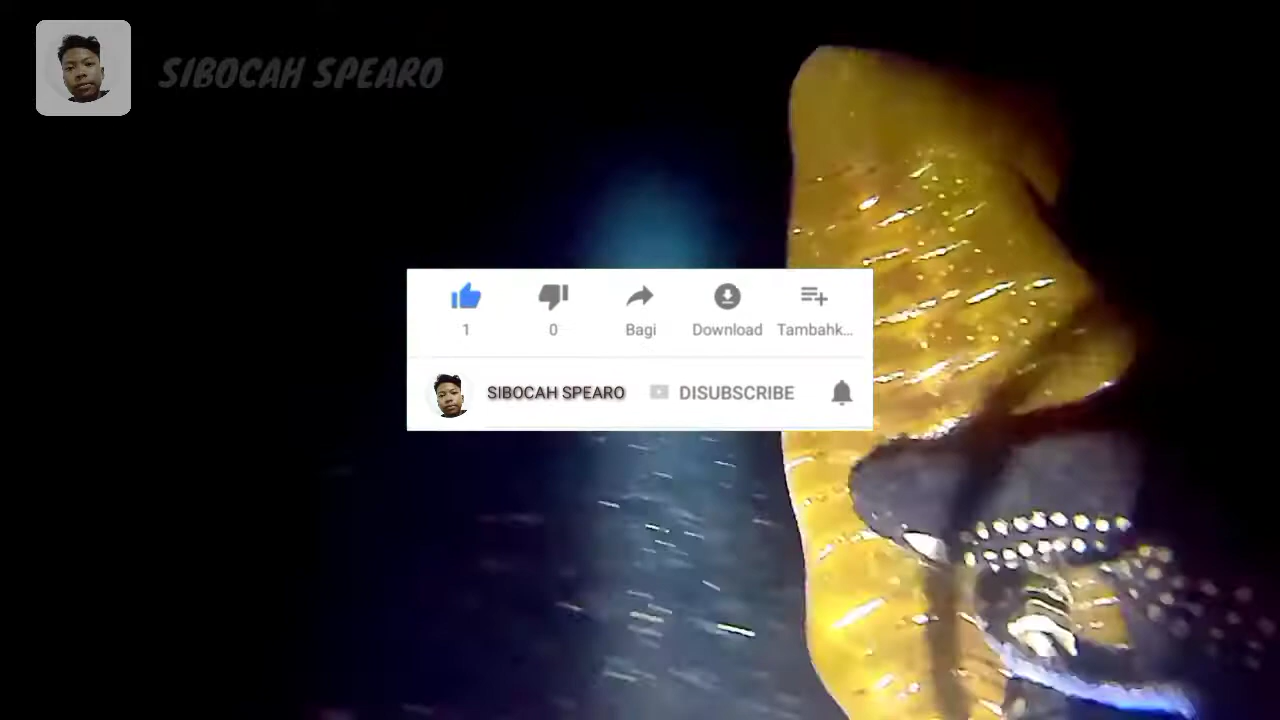 SIBOCAH SPEARO
1
0
Bagi
Download
Tambahk...
SIBOCAH SPEARO
DISUBSCRIBE